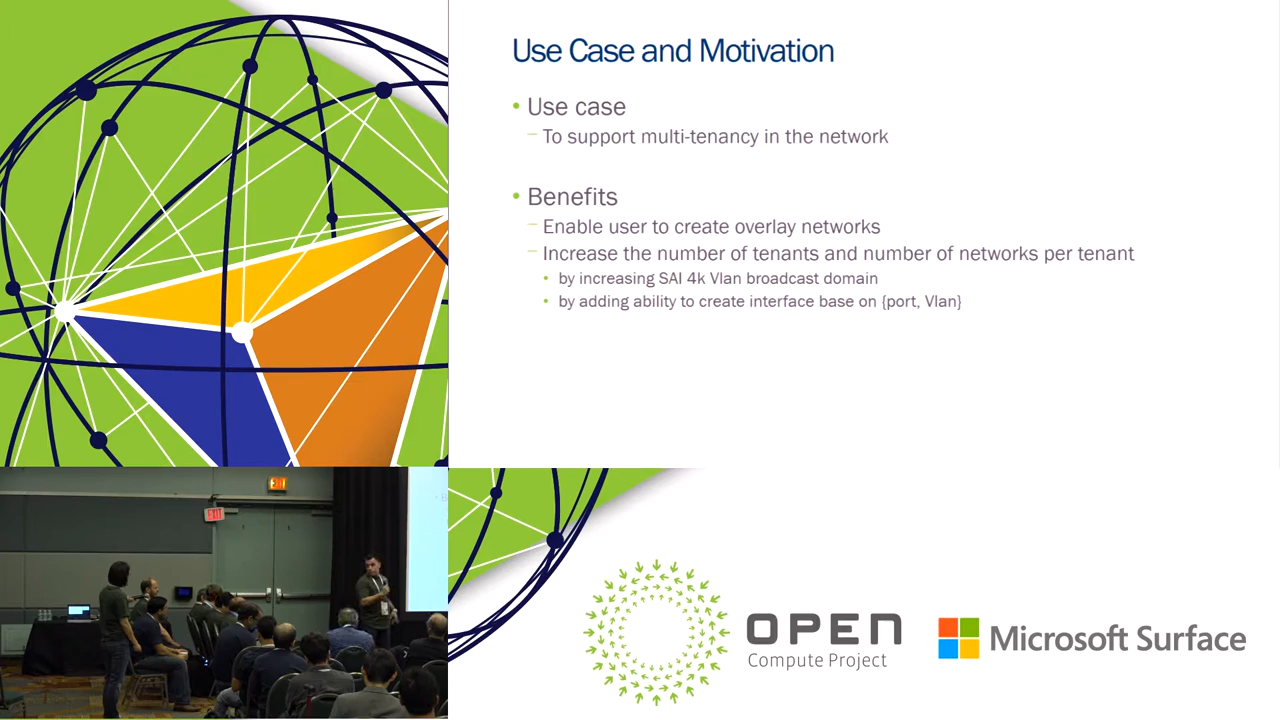 Use Case and Motivation
• Use case
– To support multi-tenancy in the network
• Benefits
– Enable user to create overlay networks
– Increase the number of tenants and number of networks per tenant
• by increasing SAI 4k Vlan broadcast domain
• by adding ability to create interface base on {port, Vlan}
OPEN
Compute Project
Microsoft Surface